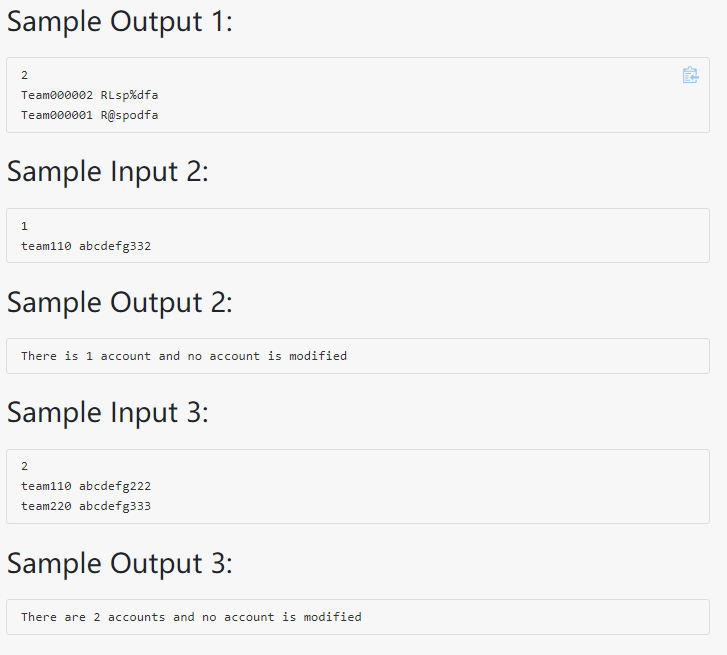 Sample Output 1:
2
Team000002 RLsp%dfa
Team000001 R@spodfa
Sample Input 2:
1
team110 abcdefg332
Sample Output 2:
There is 1 account and no account is modified
Sample Input 3:
2
team110 abcdefg222
team220 abcdefg333
Sample Output 3:
There are 2 accounts and no account is modified